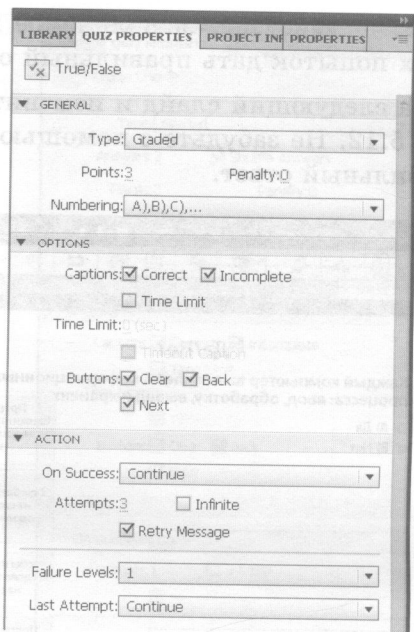 LIBRARY QUIZ PROPERTIES PROJECT INF PROPERTIES
True/False
GENERAL
Type: Graded
Points:3 Penalty:0
Numbering: A),B),C),...
OPTIONS
Captions: Correct Incomplete
Time Limit
Time Limit:0 (sec)
Timeout Caption
Buttons: Clear Back
Next
ACTION
On Success: Continue
Attempts:3 Infinite
Retry Message
Failure Levels: 1
Last Attempt: Continue